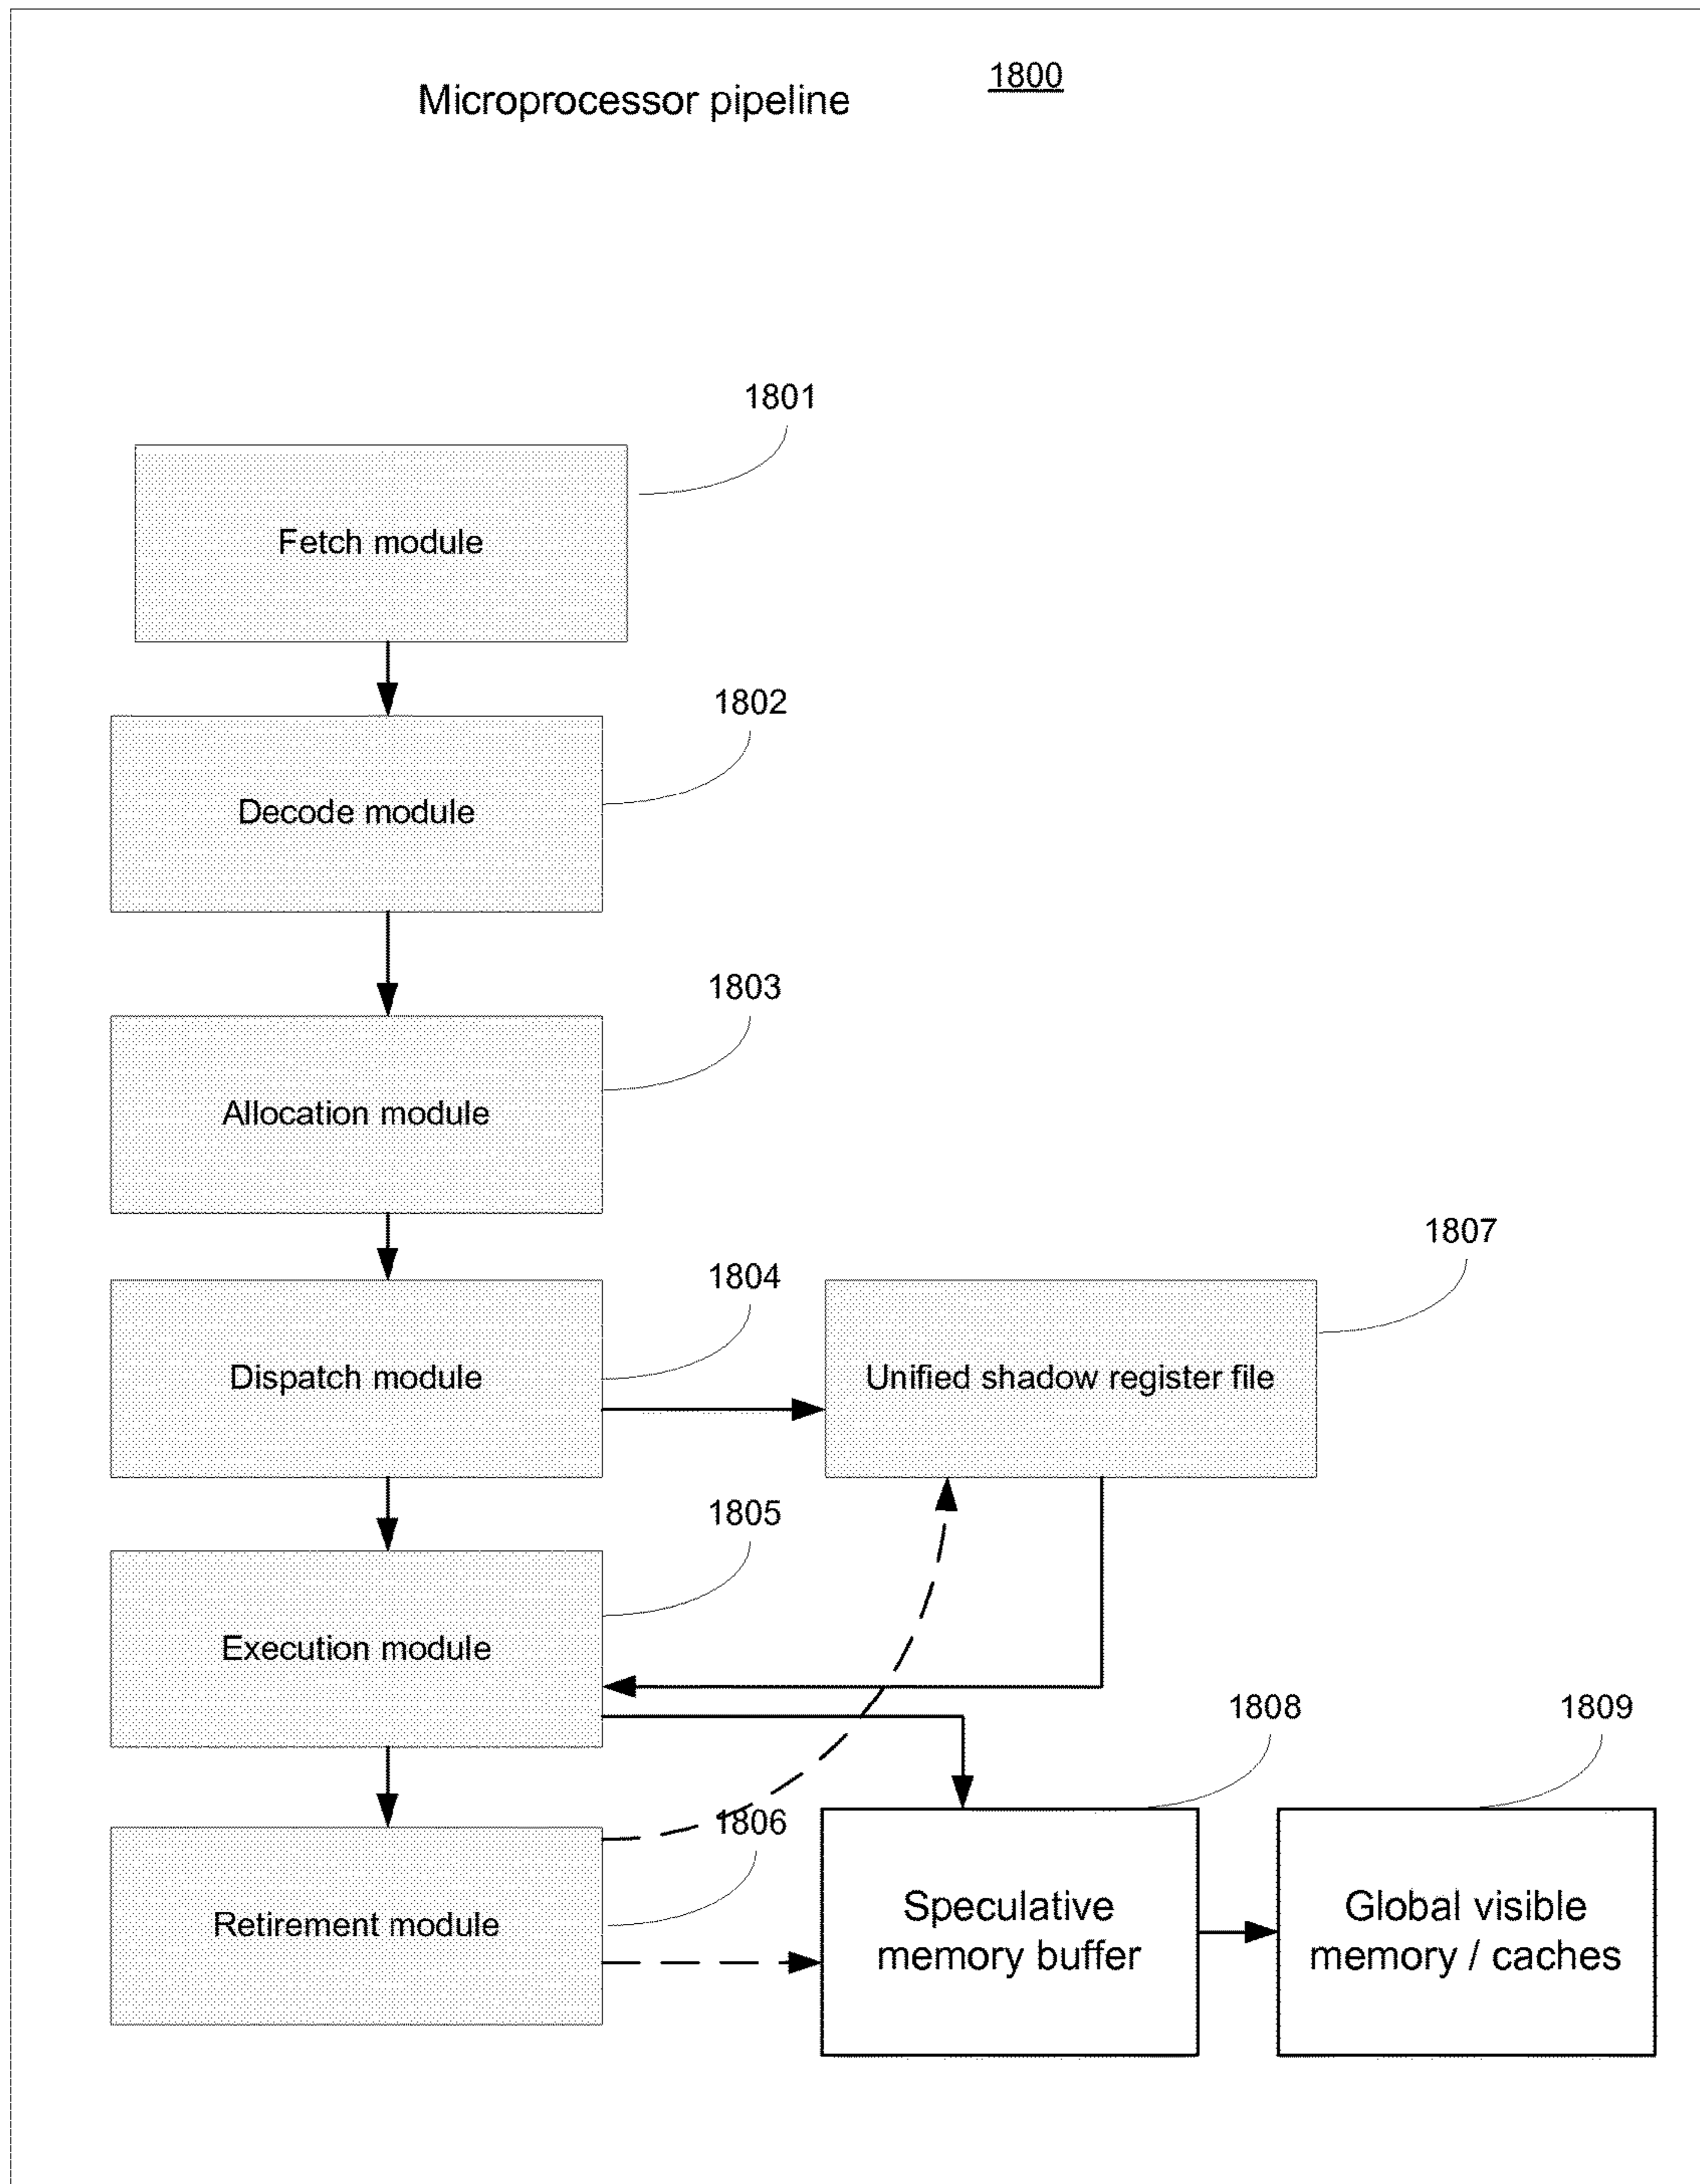 Microprocessor pipeline
1800
1801
Fetch module
1802
Decode module
1803
Allocation module
1804
1807
Dispatch module
Unified shadow register file
1805
Execution module
1808
1809
1806
Retirement module
Speculative
memory buffer
Global visible
memory / caches